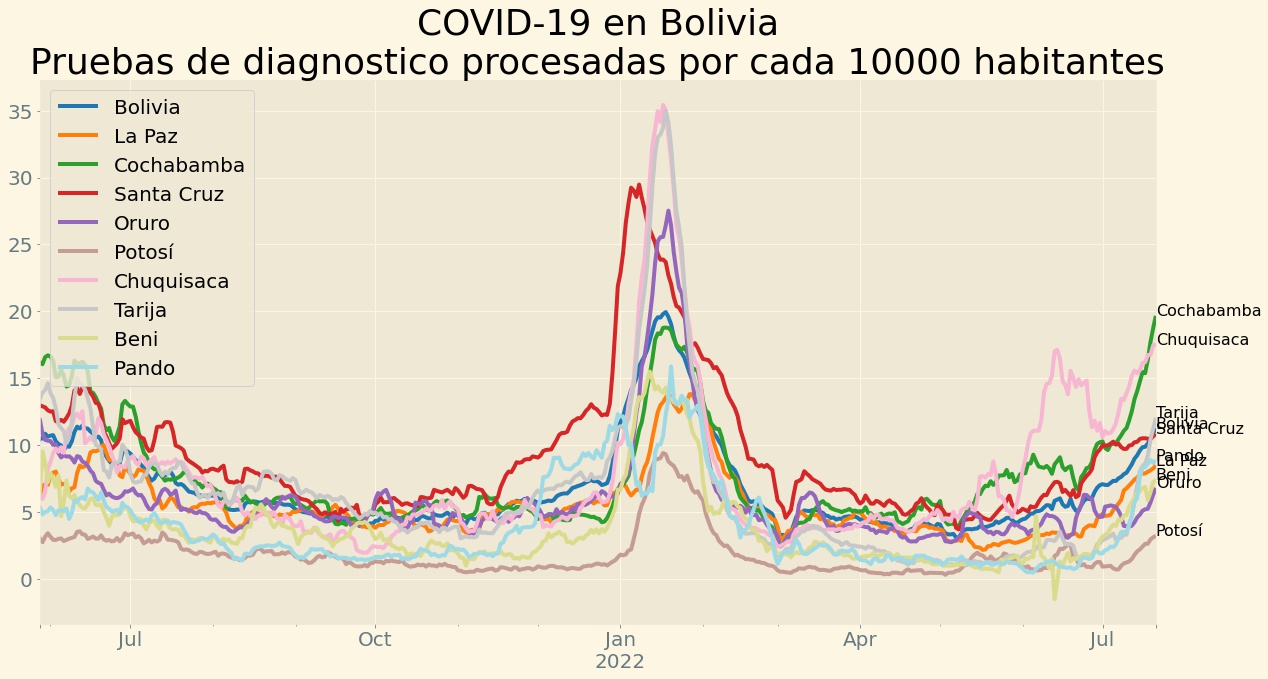 COVID-19 en Bolivia
Pruebas de diagnostico procesadas por cada 10000 habitantes
35
30
25
20
15
10
5
0
Bolivia
La Paz
Cochabamba
Santa Cruz
Oruro
Potosí
Chuquisaca
Tarija
Beni
Pando
Cochabamba
Chuquisaca
Tarija
Bolivia
Santa Cruz
Pando
La Paz
Beni
Oruro
Potosí
Jul
Oct
Jan
Apr
Jul
2022